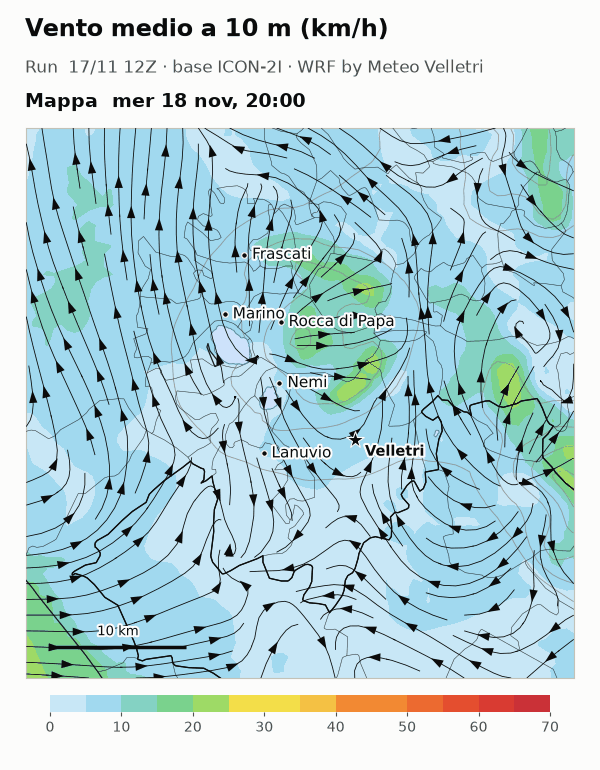 Vento medio a 10 m (km/h)
Run  17/11 12Z · base ICON-2I · WRF by Meteo Velletri
Mappa  mer 18 nov, 20:00
Frascati
Marino
Rocca di Papa
Nemi
Velletri
Lanuvio
10 km
0 10 20 30 40 50 60 70